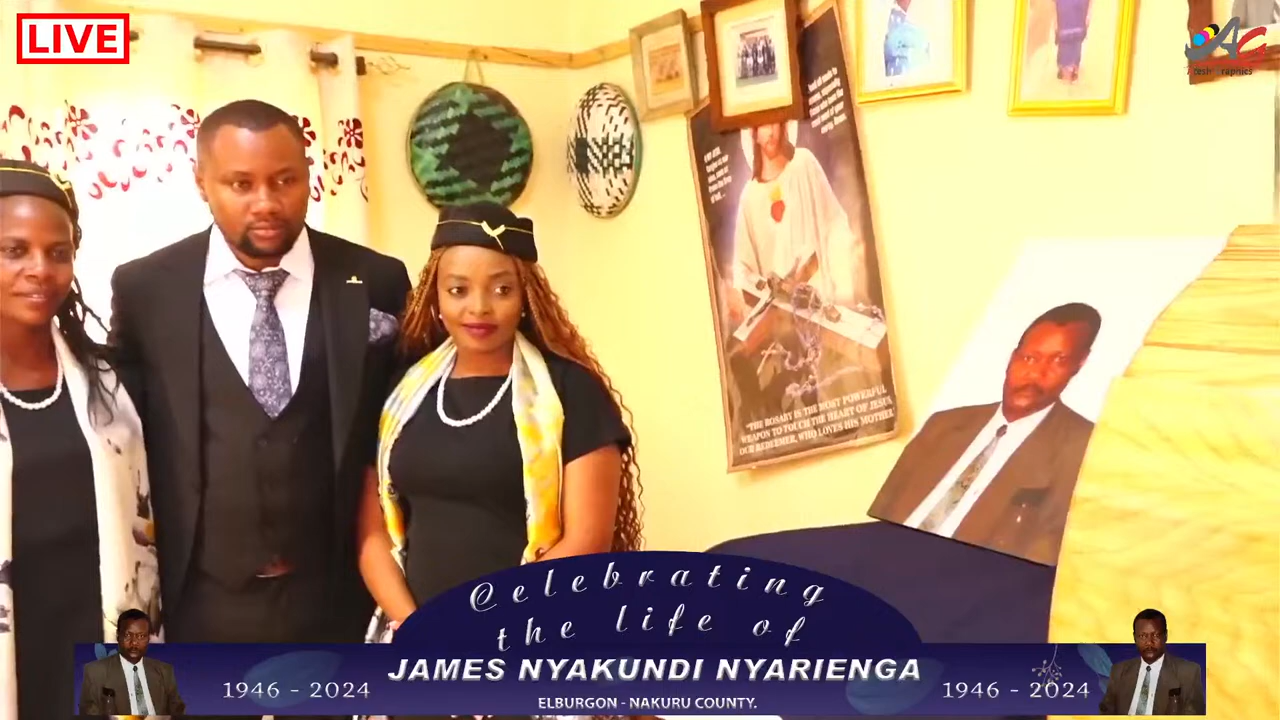 LIVE
"THE ROSARY IS THE MOST POWERFUL
WEAPON TO TOUCH THE HEART OF JESUS,
OUR REDEEMER, WHO LOVES HIS MOTHER"
Celebrating
the life of
JAMES NYAKUNDI NYARIENGA
1946 - 2024
1946 - 2024
ELBURGON - NAKURU COUNTY.